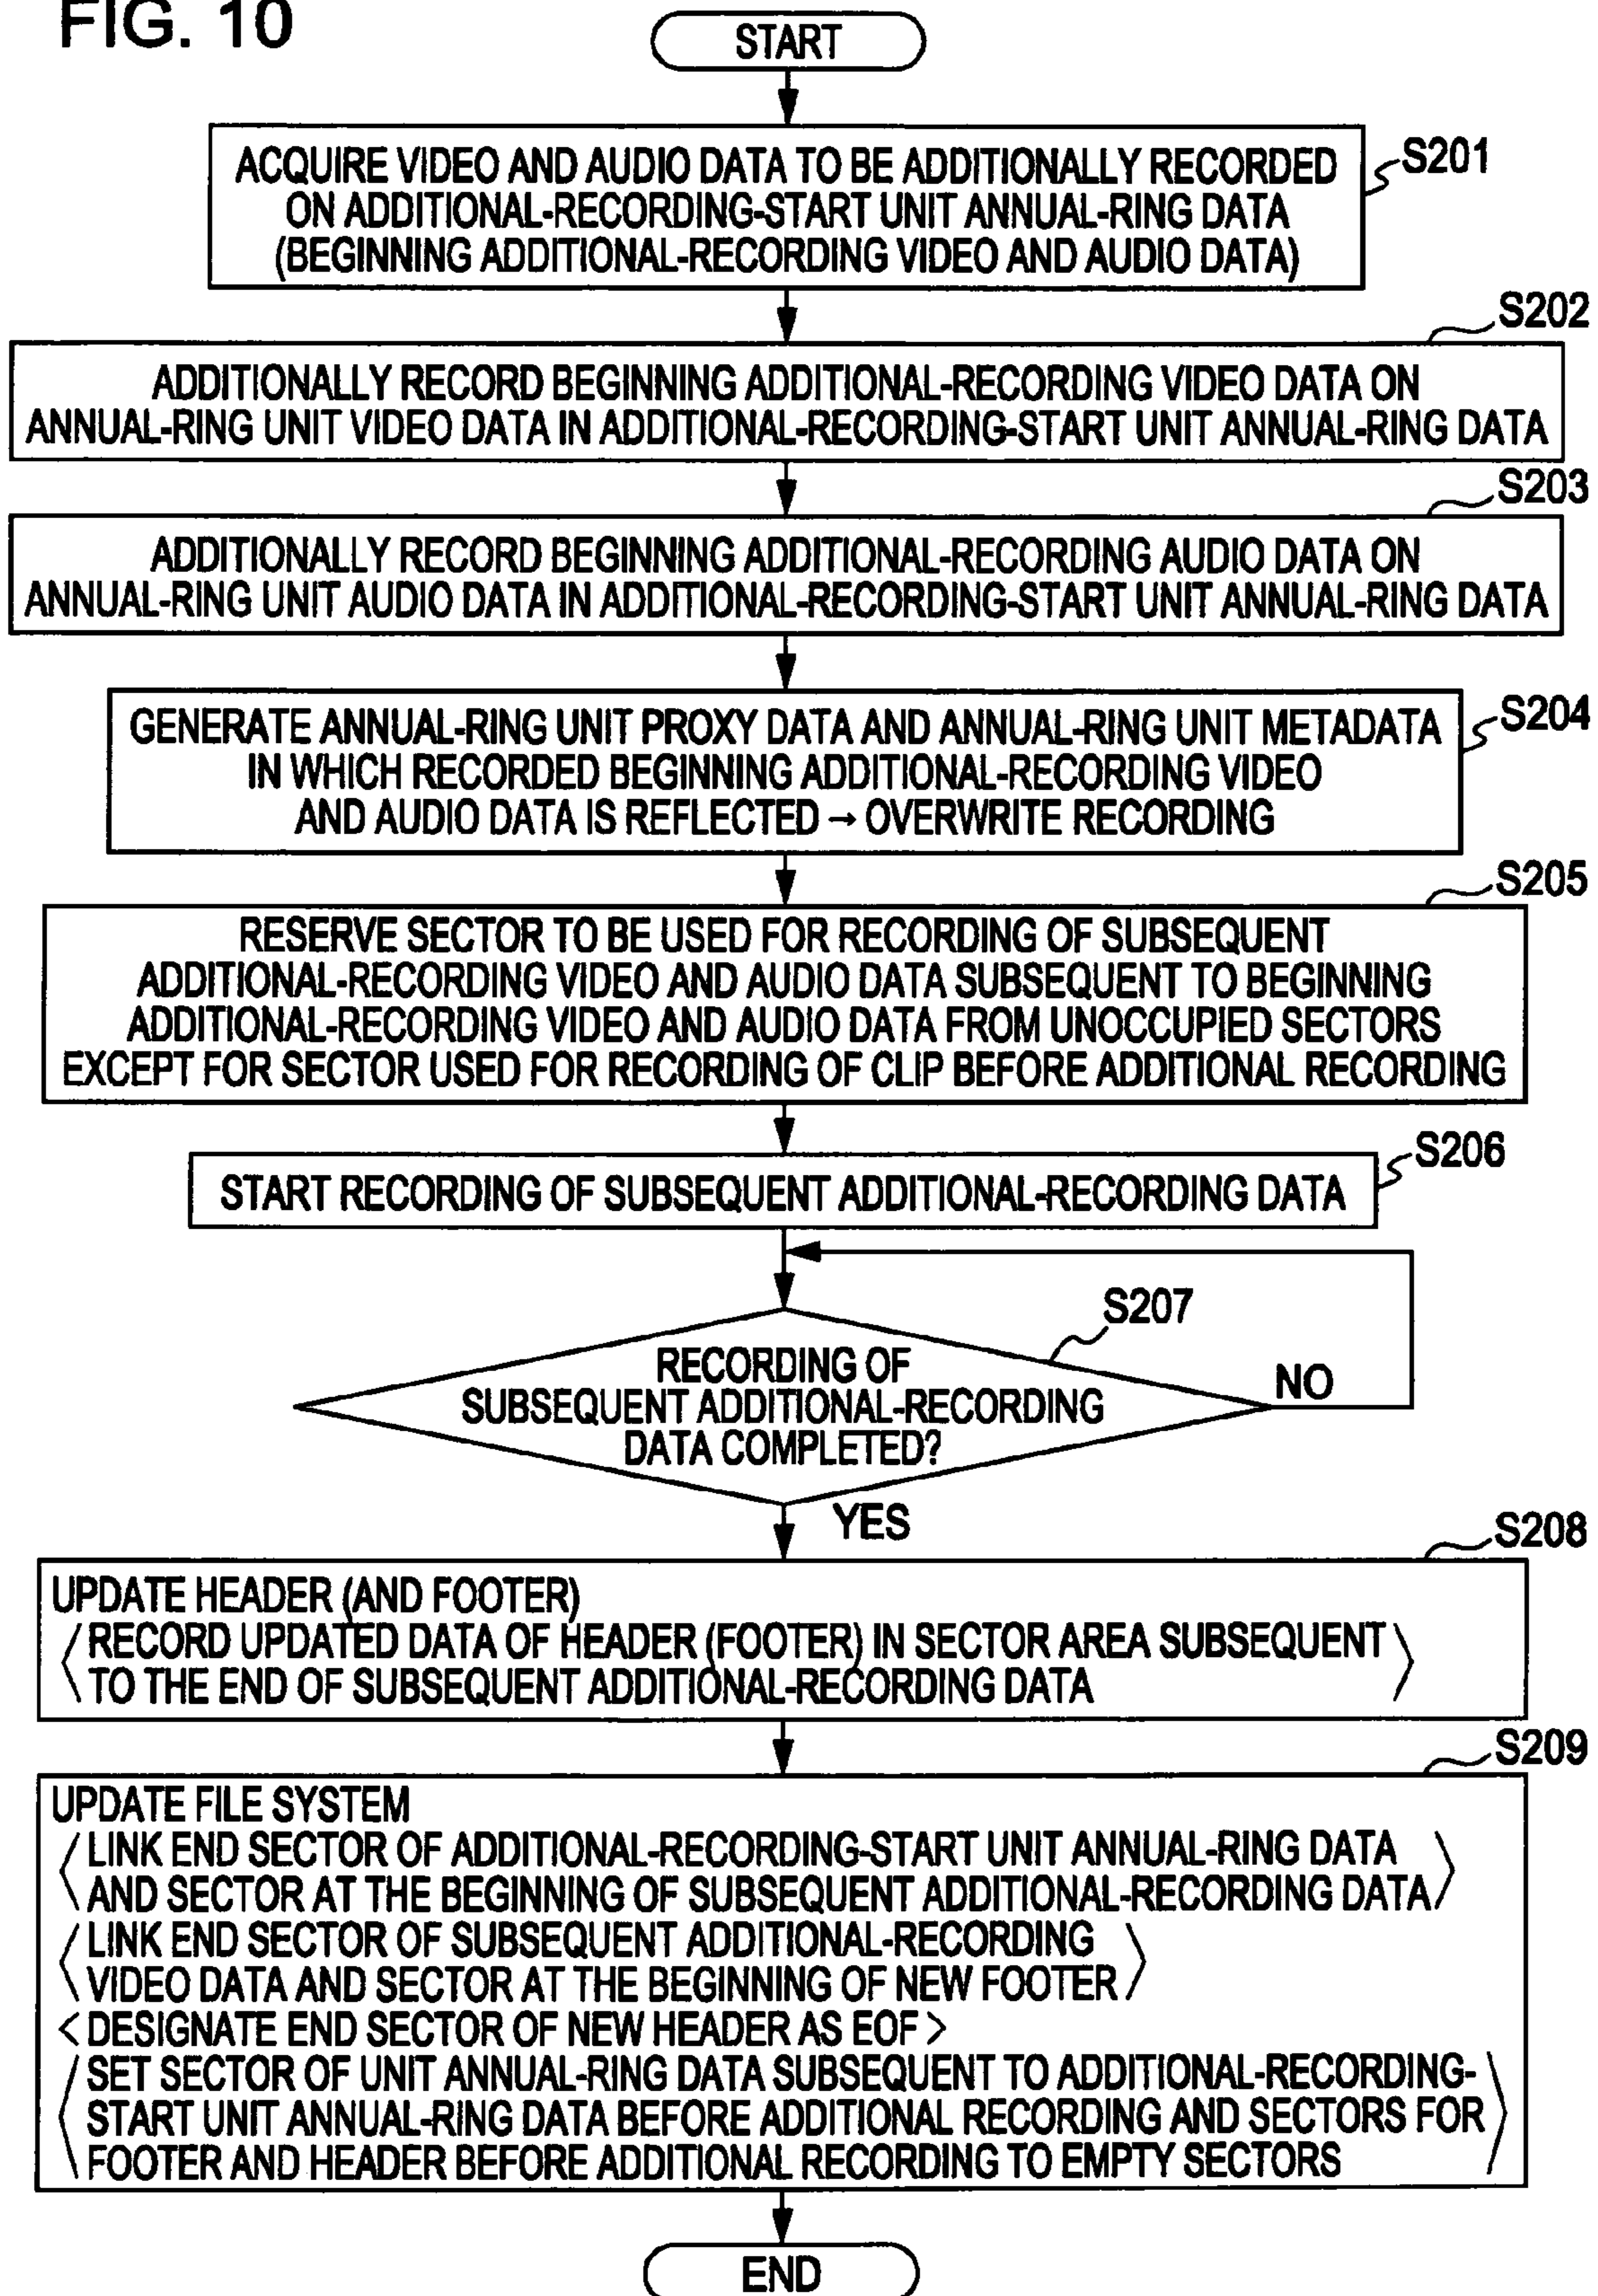 FIG. 10
START
ACQUIRE VIDEO AND AUDIO DATA TO BE ADDITIONALLY RECORDED
ON ADDITIONAL-RECORDING-START UNIT ANNUAL-RING DATA
(BEGINNING ADDITIONAL-RECORDING VIDEO AND AUDIO DATA)
S201
S202
ADDITIONALLY RECORD BEGINNING ADDITIONAL-RECORDING VIDEO DATA ON
ANNUAL-RING UNIT VIDEO DATA IN ADDITIONAL-RECORDING-START UNIT ANNUAL-RING DATA
S203
ADDITIONALLY RECORD BEGINNING ADDITIONAL-RECORDING AUDIO DATA ON
ANNUAL-RING UNIT AUDIO DATA IN ADDITIONAL-RECORDING-START UNIT ANNUAL-RING DATA
GENERATE ANNUAL-RING UNIT PROXY DATA AND ANNUAL-RING UNIT METADATA
IN WHICH RECORDED BEGINNING ADDITIONAL-RECORDING VIDEO
AND AUDIO DATA IS REFLECTED → OVERWRITE RECORDING
S204
S205
RESERVE SECTOR TO BE USED FOR RECORDING OF SUBSEQUENT
ADDITIONAL-RECORDING VIDEO AND AUDIO DATA SUBSEQUENT TO BEGINNING
ADDITIONAL-RECORDING VIDEO AND AUDIO DATA FROM UNOCCUPIED SECTORS
EXCEPT FOR SECTOR USED FOR RECORDING OF CLIP BEFORE ADDITIONAL RECORDING
S206
START RECORDING OF SUBSEQUENT ADDITIONAL-RECORDING DATA
S207
RECORDING OF
SUBSEQUENT ADDITIONAL-RECORDING
DATA COMPLETED?
NO
YES
S208
UPDATE HEADER (AND FOOTER)
⟨RECORD UPDATED DATA OF HEADER (FOOTER) IN SECTOR AREA SUBSEQUENT
TO THE END OF SUBSEQUENT ADDITIONAL-RECORDING DATA⟩
S209
UPDATE FILE SYSTEM
⟨LINK END SECTOR OF ADDITIONAL-RECORDING-START UNIT ANNUAL-RING DATA
AND SECTOR AT THE BEGINNING OF SUBSEQUENT ADDITIONAL-RECORDING DATA⟩
⟨LINK END SECTOR OF SUBSEQUENT ADDITIONAL-RECORDING
VIDEO DATA AND SECTOR AT THE BEGINNING OF NEW FOOTER⟩
<DESIGNATE END SECTOR OF NEW HEADER AS EOF>
⟨SET SECTOR OF UNIT ANNUAL-RING DATA SUBSEQUENT TO ADDITIONAL-RECORDING-
START UNIT ANNUAL-RING DATA BEFORE ADDITIONAL RECORDING AND SECTORS FOR
FOOTER AND HEADER BEFORE ADDITIONAL RECORDING TO EMPTY SECTORS⟩
END